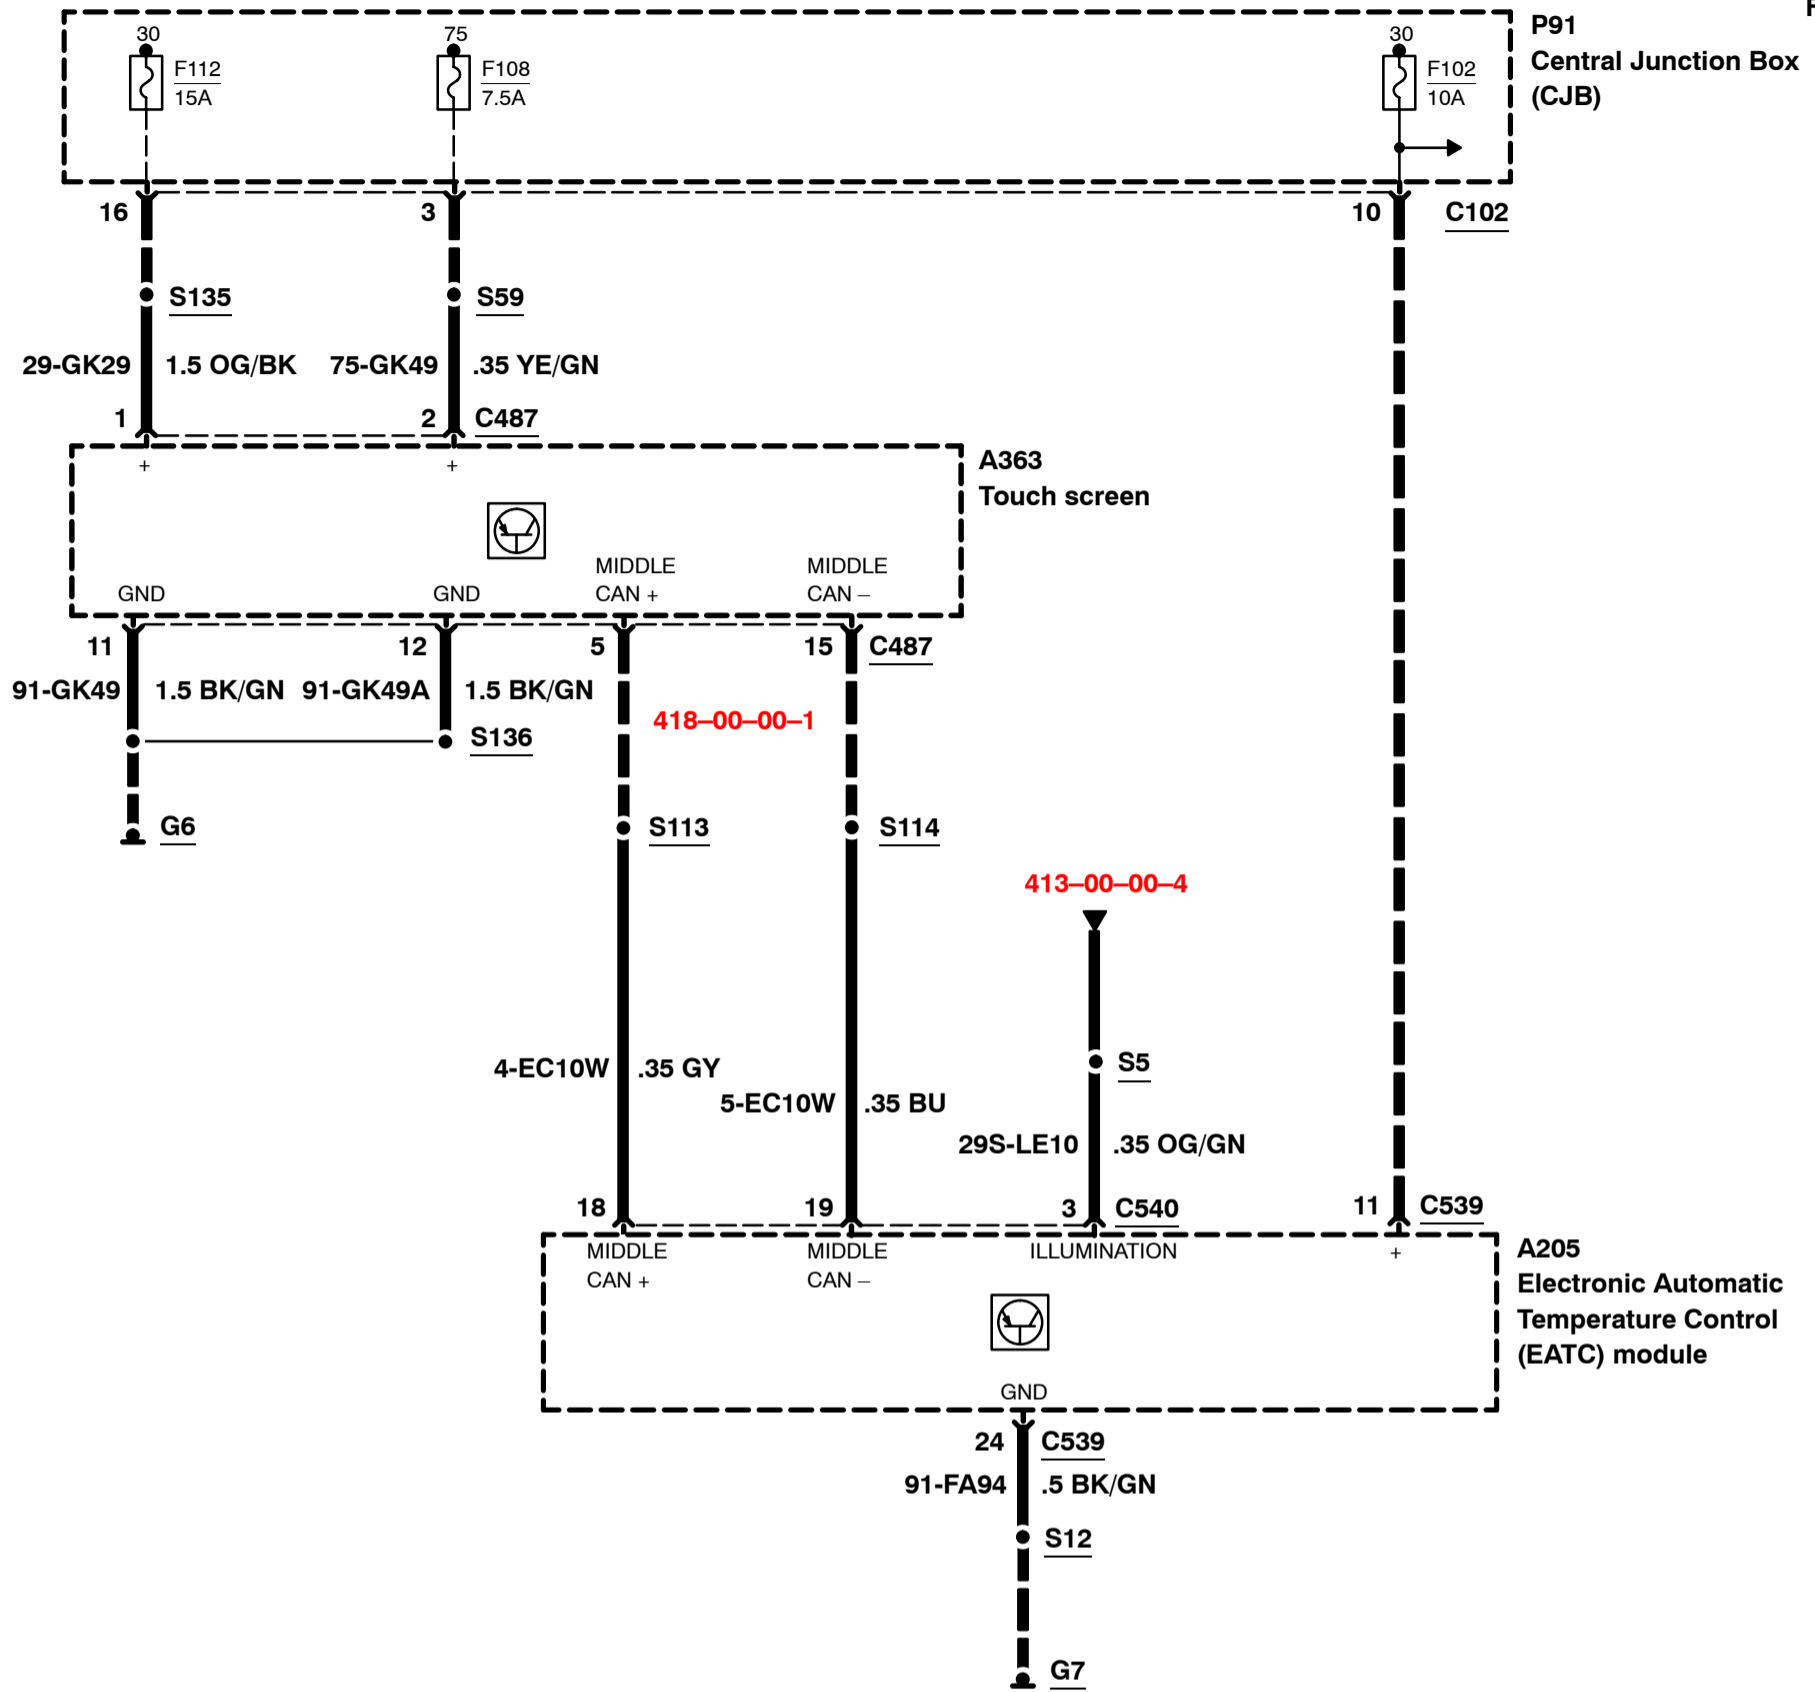 30
75
30
F112
15A
F108
7.5A
F102
10A
P91
Central Junction Box
(CJB)
16
3
10
C102
S135
S59
29-GK29
1.5 OG/BK
75-GK49
.35 YE/GN
1
2
C487
+
+
A363
Touch screen
MIDDLE
CAN +
MIDDLE
CAN –
GND
GND
11
12
5
15
C487
91-GK49
1.5 BK/GN
91-GK49A
1.5 BK/GN
418–00–00–1
S136
G6
S113
S114
413–00–00–4
S5
4-EC10W
.35 GY
5-EC10W
.35 BU
29S-LE10
.35 OG/GN
18
19
3
C540
11
C539
MIDDLE
CAN +
MIDDLE
CAN –
ILLUMINATION
+
A205
Electronic Automatic
Temperature Control
(EATC) module
GND
24
C539
91-FA94
.5 BK/GN
S12
G7